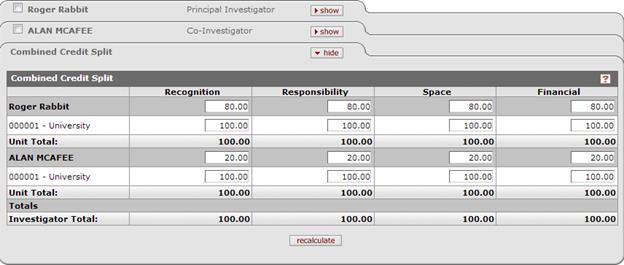 Roger Rabbit Principal Investigator show
ALAN MCAFEE Co-Investigator show
Combined Credit Split hide
Combined Credit Split ?
Recognition Responsibility Space Financial
Roger Rabbit 80.00 80.00 80.00 80.00
000001 - University 100.00 100.00 100.00 100.00
Unit Total: 100.00 100.00 100.00 100.00
ALAN MCAFEE 20.00 20.00 20.00 20.00
000001 - University 100.00 100.00 100.00 100.00
Unit Total: 100.00 100.00 100.00 100.00
Totals
Investigator Total: 100.00 100.00 100.00 100.00
recalculate